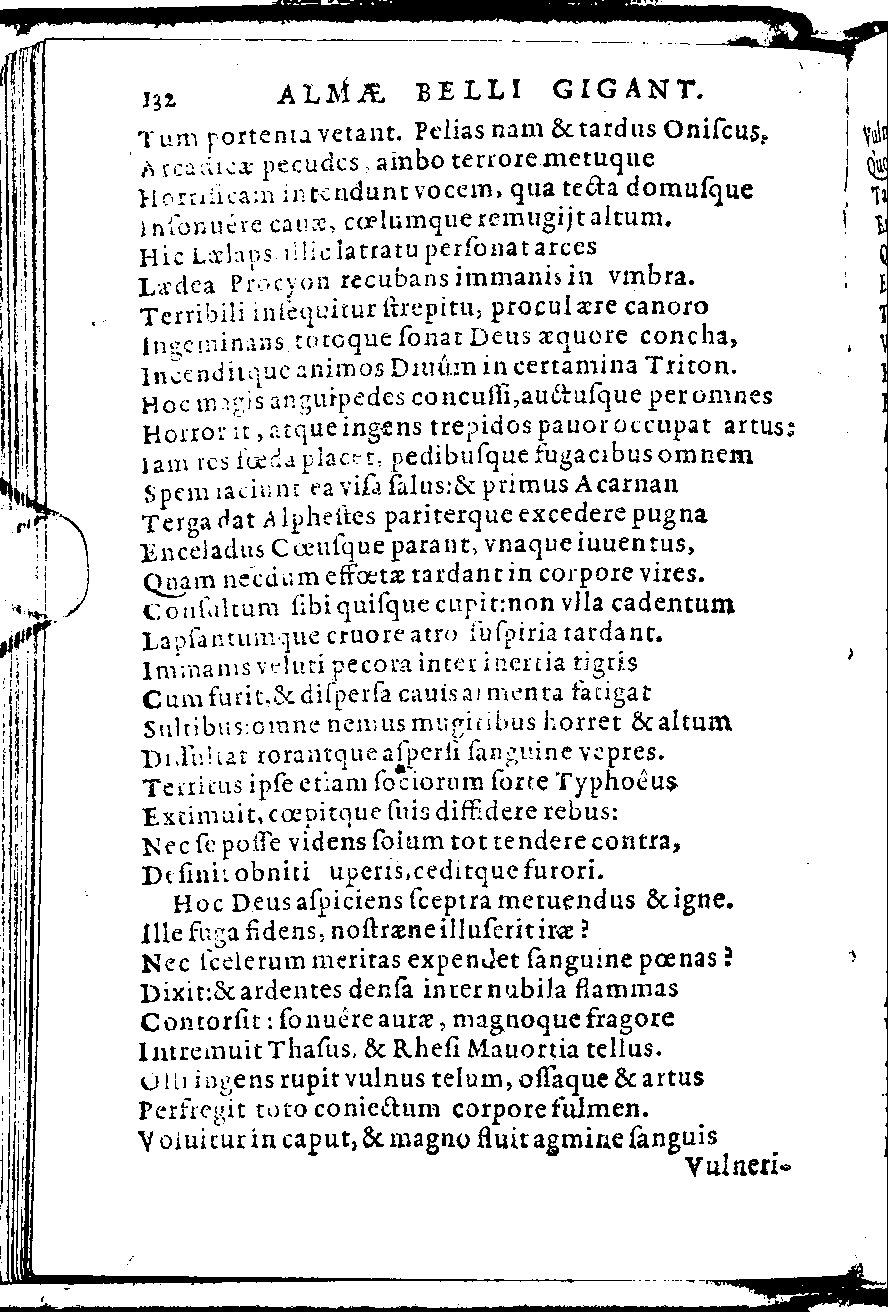 132 ALMÆ BELLI GIGANT.
Tum portenta vetant. Pelias nam & tardus Oniſcus,
Arcadicæ pecudes, ambo terrore metuque
Horrificam intendunt vocem, qua tecta domuſque
Inſonuére cauæ, cœlumque remugijt altum.
Hic Lælaps illic latratu perſonat arces
Lædea Procyon recubans immanis in vmbra.
Terribili inſequitur ſtrepitu, procul ære canoro
Ingeminans totoque ſonat Deus æquore concha,
Incenditque animos Diuúm in certamina Triton.
Hoc magis anguipedes concuſſi, auctuſque per omnes
Horror it, atque ingens trepidos pauor occupat artus:
Iam res fœda placet, pedibuſque fugacibus omnem
Spem iaciunt ea viſa ſalus: & primus Acarnan
Terga dat Alpheſtes pariterque excedere pugna
Enceladus Cœuſque parant, vnaque iuuentus,
Quam necdum effœtæ tardant in corpore vires.
Conſultum ſibi quiſque cupit: non vlla cadentum
Lapſantumque cruore atro ſuſpiria tardant.
Immanis veluti pecora inter inertia tigris
Cum furit, & diſperſa cauis armenta fatigat
Saltibus: omne nemus mugitibus horret & altum
Diſſultat rorantque aſperſi ſanguine vepres.
Territus ipſe etiam ſociorum ſorte Typhoêus
Extimuit, cœpitque ſuis diffidere rebus:
Nec ſe poſſe videns ſolum tot tendere contra,
Deſinit obniti uperis, ceditque furori.
Hoc Deus aſpiciens ſceptra metuendus & igne.
Ille fuga fidens, noſtræne illuſerit iræ?
Nec ſcelerum meritas expendet ſanguine pœnas?
Dixit: & ardentes denſa inter nubila flammas
Contorſit: ſonuêre auræ, magnoque fragore
Intremuit Thaſus, & Rheſi Mauortia tellus.
Olli ingens rupit vulnus telum, oſſaque & artus
Perfregit toto coniectum corpore fulmen.
Voluitur in caput, & magno fluit agmine ſanguis
Vulneri-